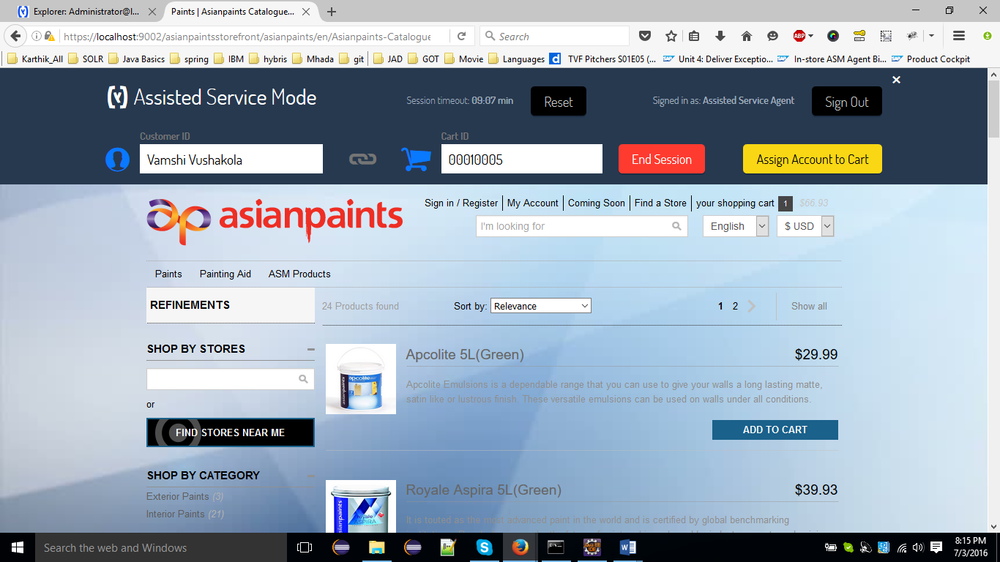 Explorer: Administrator@l...
Paints | Asianpaints Catalogue...
https://localhost:9002/asianpaintsstorefront/asianpaints/en/Asianpaints-Catalogue
Search
ABP
Karthik_All SOLR Java Basics spring IBM hybris Mhada git JAD GOT Movie Languages TVF Pitchers S01E05 (... Unit 4: Deliver Exceptio... In-store ASM Agent Bi... Product Cockpit
Assisted Service Mode
Session timeout: 09:07 min
Reset
Signed in as: Assisted Service Agent
Sign Out
Customer ID
Cart ID
Vamshi Vushakola
00010005
End Session
Assign Account to Cart
ap asianpaints
Sign in / Register My Account Coming Soon Find a Store your shopping cart 1 $66.93
I'm looking for
English
$ USD
Paints Painting Aid ASM Products
REFINEMENTS
24 Products found
Sort by: Relevance
1 2
Show all
SHOP BY STORES
or
FIND STORES NEAR ME
SHOP BY CATEGORY
Exterior Paints (3)
Interior Paints (21)
apcolite
asianpaints
Apcolite 5L(Green)
$29.99
Apcolite Emulsions is a dependable range that you can use to give your walls a long lasting matte,
satin like or lustrous finish. These versatile emulsions can be used on walls under all conditions.
ADD TO CART
asianpaints
ROYALE
ASPIRA
Royale Aspira 5L(Green)
$39.93
It is touted as the most advanced paint in the world and is certified by global benchmarking
Search the web and Windows
8:15 PM
7/3/2016